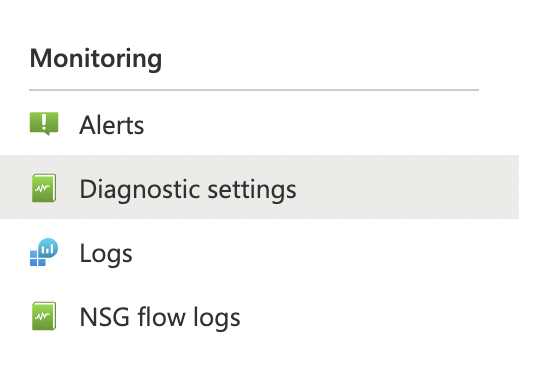 Monitoring
Alerts
Diagnostic settings
Logs
NSG flow logs